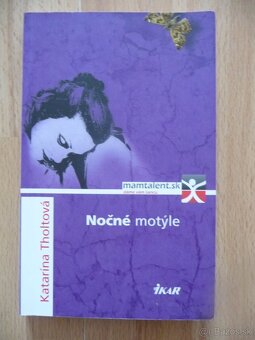 mamtalent.sk
Nočné motýle
Katarína Tholtová
IKAR